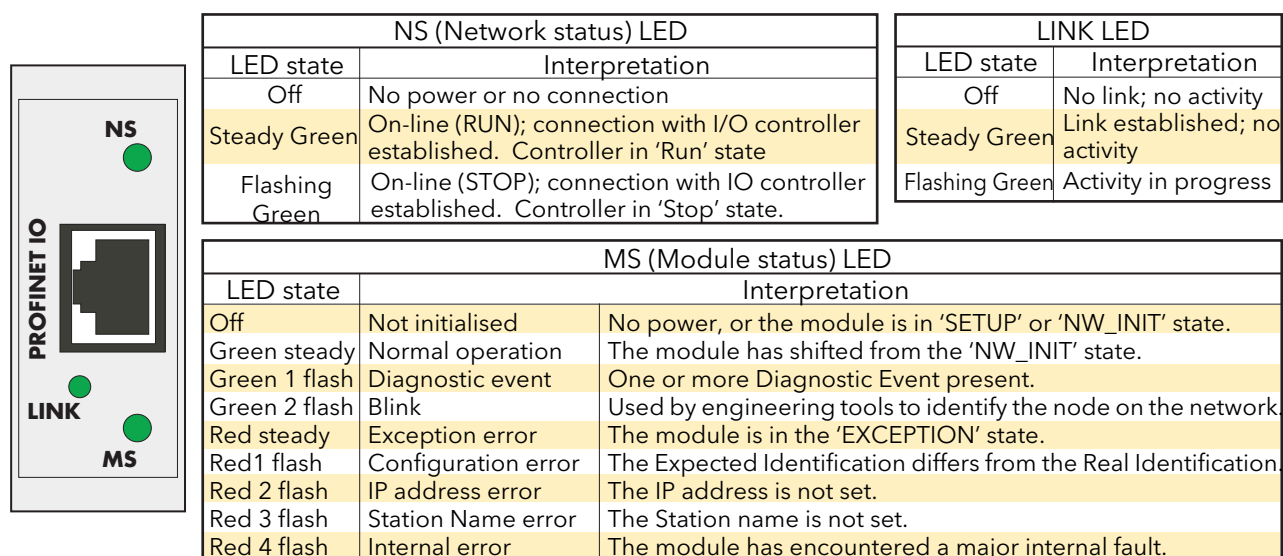 NS
PROFINET IO
LINK
MS
NS (Network status) LED
LED state Interpretation
Off No power or no connection
Steady Green On-line (RUN); connection with I/O controller
established. Controller in ‘Run’ state
Flashing On-line (STOP); connection with IO controller
Green established. Controller in ‘Stop’ state.
LINK LED
LED state Interpretation
Off No link; no activity
Steady Green Link established; no
activity
Flashing Green Activity in progress
MS (Module status) LED
LED state Interpretation
Off Not initialised No power, or the module is in ‘SETUP’ or ‘NW_INIT’ state.
Green steady Normal operation The module has shifted from the ‘NW_INIT’ state.
Green 1 flash Diagnostic event One or more Diagnostic Event present.
Green 2 flash Blink Used by engineering tools to identify the node on the network.
Red steady Exception error The module is in the ‘EXCEPTION’ state.
Red1 flash Configuration error The Expected Identification differs from the Real Identification.
Red 2 flash IP address error The IP address is not set.
Red 3 flash Station Name error The Station name is not set.
Red 4 flash Internal error The module has encountered a major internal fault.